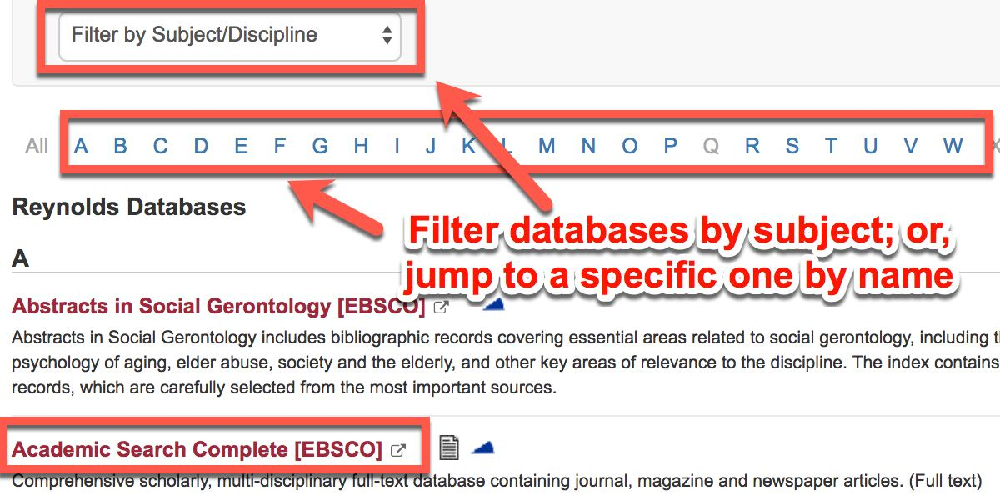 Filter by Subject/Discipline
All A B C D E F G H I J K L M N O P Q R S T U V W X
Reynolds Databases
Filter databases by subject; or,
jump to a specific one by name
A
Abstracts in Social Gerontology [EBSCO]
Abstracts in Social Gerontology includes bibliographic records covering essential areas related to social gerontology, including
psychology of aging, elder abuse, society and the elderly, and other key areas of relevance to the discipline. The index contains
records, which are carefully selected from the most important sources.
Academic Search Complete [EBSCO]
Comprehensive scholarly, multi-disciplinary full-text database containing journal, magazine and newspaper articles. (Full text)